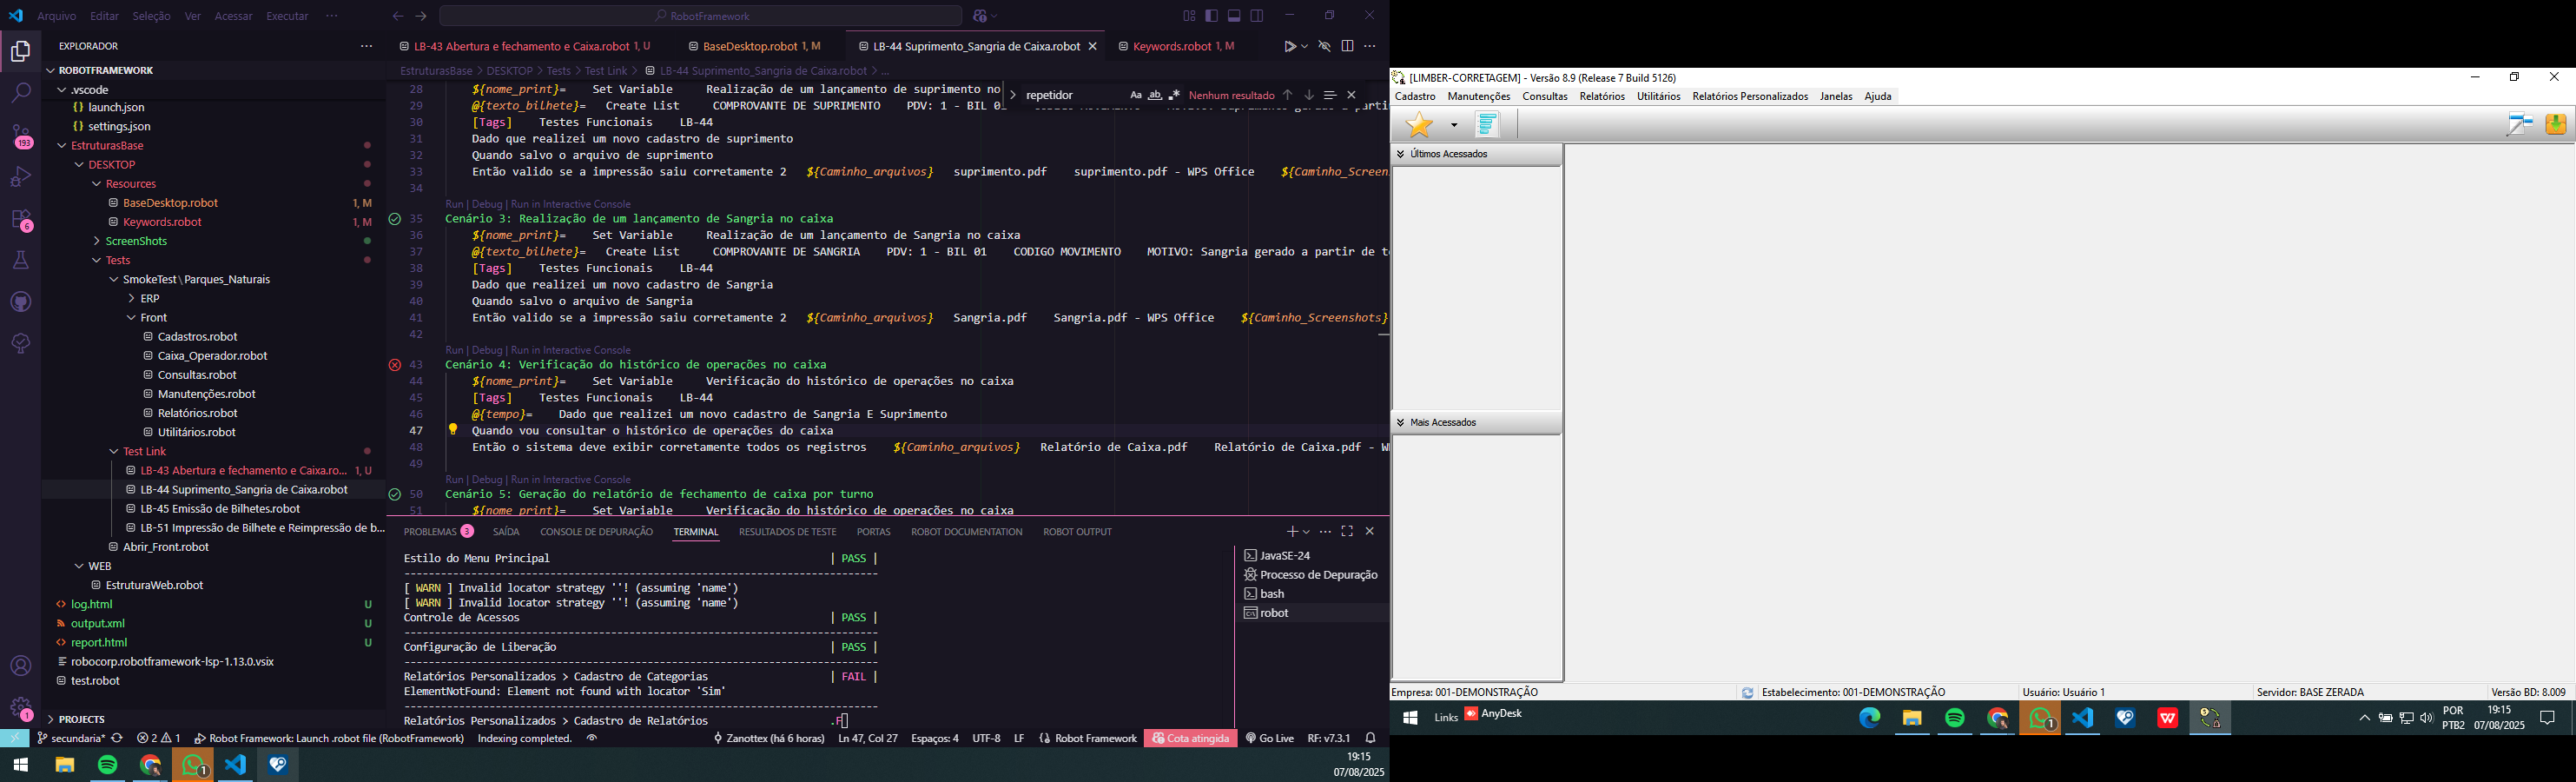 Arquivo Editar Seleção Ver Acessar Executar ··· RobotFramework
EXPLORADOR
ROBOTFRAMEWORK
.vscode
launch.json
settings.json
EstruturasBase
DESKTOP
Resources
BaseDesktop.robot 1, M
Keywords.robot 1, M
ScreenShots
Tests
SmokeTest\Parques_Naturais
ERP
Front
Cadastros.robot
Caixa_Operador.robot
Consultas.robot
Manutenções.robot
Relatórios.robot
Utilitários.robot
Test Link
LB-43 Abertura e fechamento e Caixa.ro... 1, U
LB-44 Suprimento_Sangria de Caixa.robot
LB-45 Emissão de Bilhetes.robot
LB-51 Impressão de Bilhete e Reimpressão de b...
Abrir_Front.robot
WEB
EstruturaWeb.robot
log.html U
output.xml U
report.html U
robocorp.robotframework-lsp-1.13.0.vsix
test.robot
PROJECTS
193
6
1
LB-43 Abertura e fechamento e Caixa.robot 1, U BaseDesktop.robot 1, M LB-44 Suprimento_Sangria de Caixa.robot Keywords.robot 1, M
EstruturasBase > DESKTOP > Tests > Test Link > LB-44 Suprimento_Sangria de Caixa.robot > ...
repetidor Aa ab .* Nenhum resultado
28 ${nome_print}= Set Variable Realização de um lançamento de suprimento no
29 @{texto_bilhete}= Create List COMPROVANTE DE SUPRIMENTO PDV: 1 - BIL 01
30 [Tags] Testes Funcionais LB-44
31 Dado que realizei um novo cadastro de suprimento
32 Quando salvo o arquivo de suprimento
33 Então valido se a impressão saiu corretamente 2 ${Caminho_arquivos} suprimento.pdf suprimento.pdf - WPS Office ${Caminho_Screen
34
Run | Debug | Run in Interactive Console
35 Cenário 3: Realização de um lançamento de Sangria no caixa
36 ${nome_print}= Set Variable Realização de um lançamento de Sangria no caixa
37 @{texto_bilhete}= Create List COMPROVANTE DE SANGRIA PDV: 1 - BIL 01 CODIGO MOVIMENTO MOTIVO: Sangria gerado a partir de te
38 [Tags] Testes Funcionais LB-44
39 Dado que realizei um novo cadastro de Sangria
40 Quando salvo o arquivo de Sangria
41 Então valido se a impressão saiu corretamente 2 ${Caminho_arquivos} Sangria.pdf Sangria.pdf - WPS Office ${Caminho_Screenshots}
42
Run | Debug | Run in Interactive Console
43 Cenário 4: Verificação do histórico de operações no caixa
44 ${nome_print}= Set Variable Verificação do histórico de operações no caixa
45 [Tags] Testes Funcionais LB-44
46 @{tempo}= Dado que realizei um novo cadastro de Sangria E Suprimento
47 Quando vou consultar o histórico de operações do caixa
48 Então o sistema deve exibir corretamente todos os registros ${Caminho_arquivos} Relatório de Caixa.pdf Relatório de Caixa.pdf - W
49
Run | Debug | Run in Interactive Console
50 Cenário 5: Geração do relatório de fechamento de caixa por turno
51 ${nome_print}= Set Variable Verificação do histórico de operações no caixa
PROBLEMAS 3 SAÍDA CONSOLE DE DEPURAÇÃO TERMINAL RESULTADOS DE TESTE PORTAS ROBOT DOCUMENTATION ROBOT OUTPUT
Estilo do Menu Principal | PASS |
------------------------------------------------------------------------------
[ WARN ] Invalid locator strategy ''! (assuming 'name')
[ WARN ] Invalid locator strategy ''! (assuming 'name')
Controle de Acessos | PASS |
------------------------------------------------------------------------------
Configuração de Liberação | PASS |
------------------------------------------------------------------------------
Relatórios Personalizados > Cadastro de Categorias | FAIL |
ElementNotFound: Element not found with locator 'Sim'
------------------------------------------------------------------------------
Relatórios Personalizados > Cadastro de Relatórios .F
JavaSE-24
Processo de Depuração
bash
robot
secundaria* 2 1 Robot Framework: Launch .robot file (RobotFramework) Indexing completed. Zanottex (há 6 horas) Ln 47, Col 27 Espaços: 4 UTF-8 LF Robot Framework Cota atingida Go Live RF: v7.3.1
1
19:15
07/08/2025
[LIMBER-CORRETAGEM] - Versão 8.9 (Release 7 Build 5126)
Cadastro Manutenções Consultas Relatórios Utilitários Relatórios Personalizados Janelas Ajuda
Últimos Acessados
Mais Acessados
Empresa: 001-DEMONSTRAÇÃO Estabelecimento: 001-DEMONSTRAÇÃO Usuário: Usuário 1 Servidor: BASE ZERADA Versão BD: 8.009
Links AnyDesk 1 POR PTB2 19:15 07/08/2025